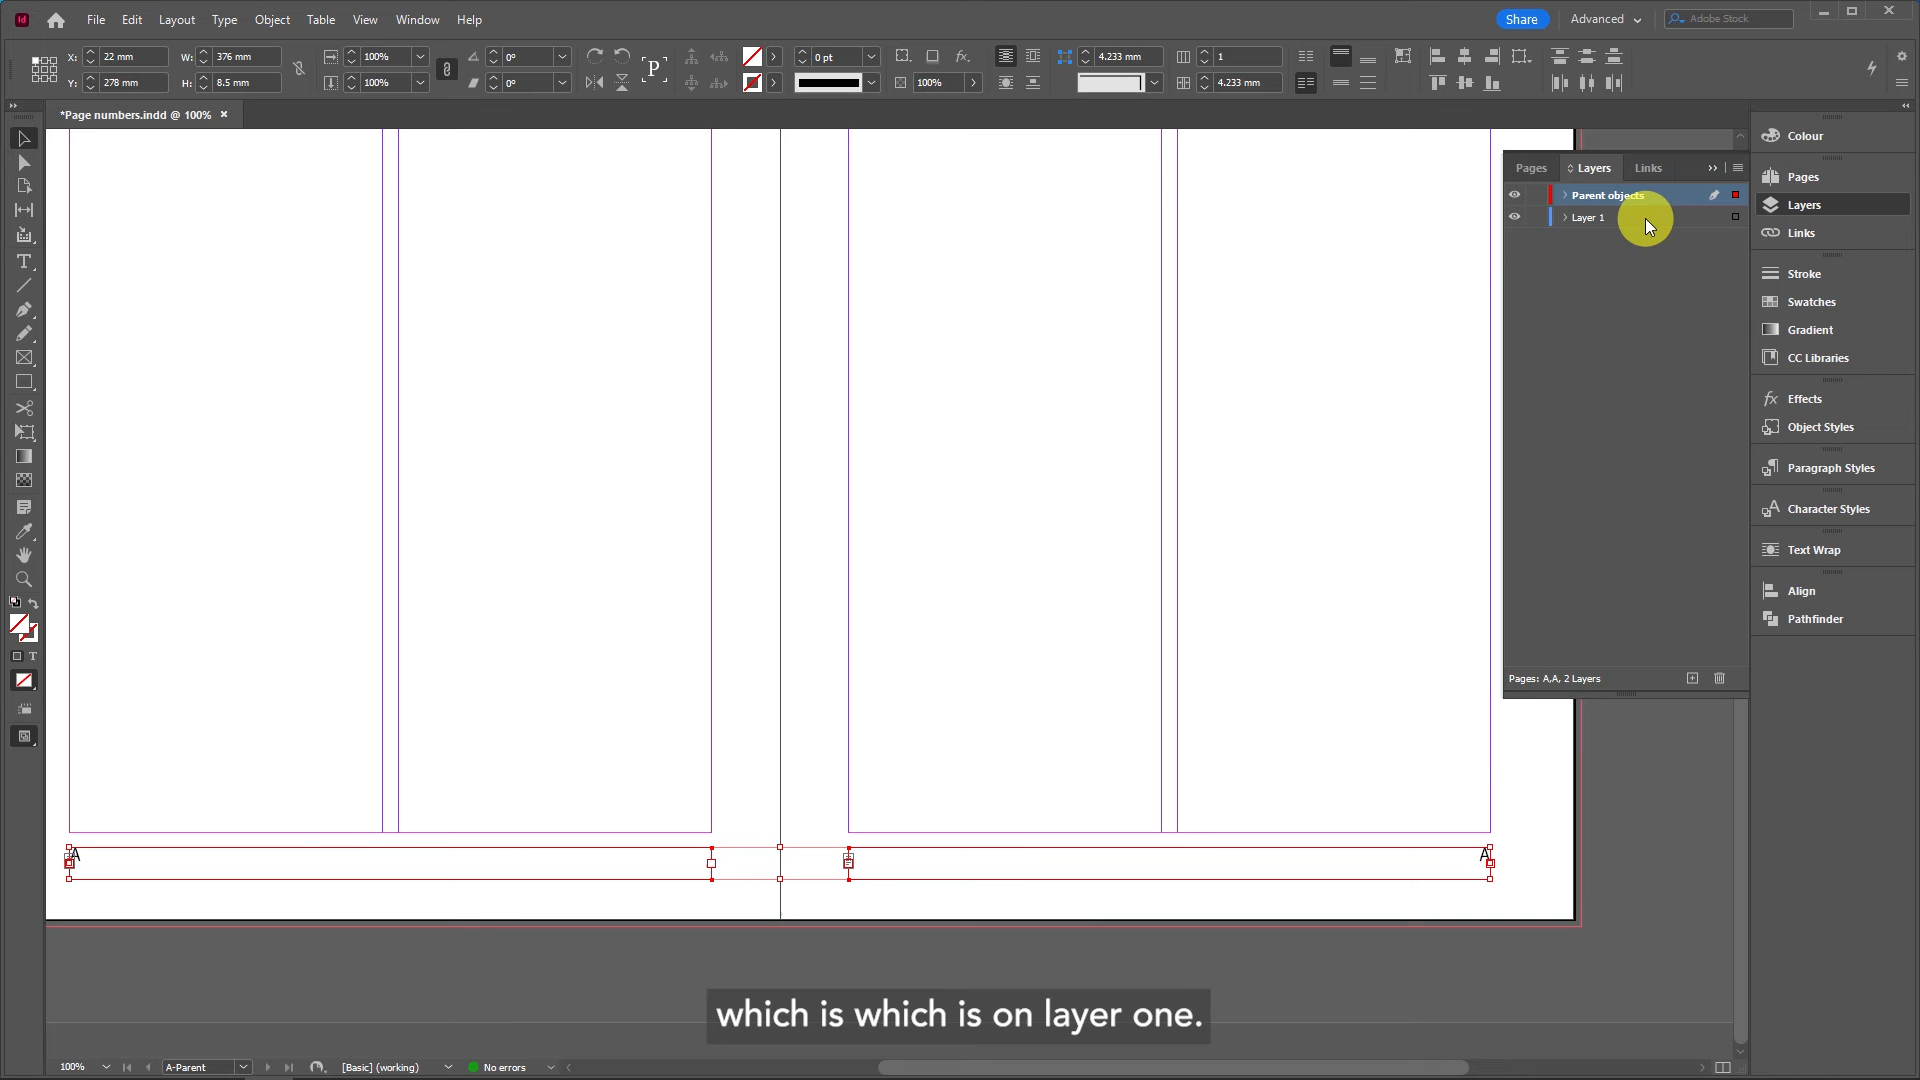 Id
File Edit Layout Type Object Table View Window Help
Share
Advanced
Adobe Stock
X: 22 mm W: 376 mm 100% 0° 0 pt fx 4.233 mm 1
Y: 278 mm H: 8.5 mm 100% 0° P 100% 4.233 mm
*Page numbers.indd @ 100% ×
Colour
Pages Layers Links
Pages
Parent objects
Layers
Layer 1
Links
Stroke
Swatches
Gradient
CC Libraries
fx Effects
Object Styles
Paragraph Styles
Character Styles
Text Wrap
Align
Pathfinder
T
T
Pages: A,A, 2 Layers
A
A
which is which is on layer one.
100% A-Parent [Basic] (working) No errors